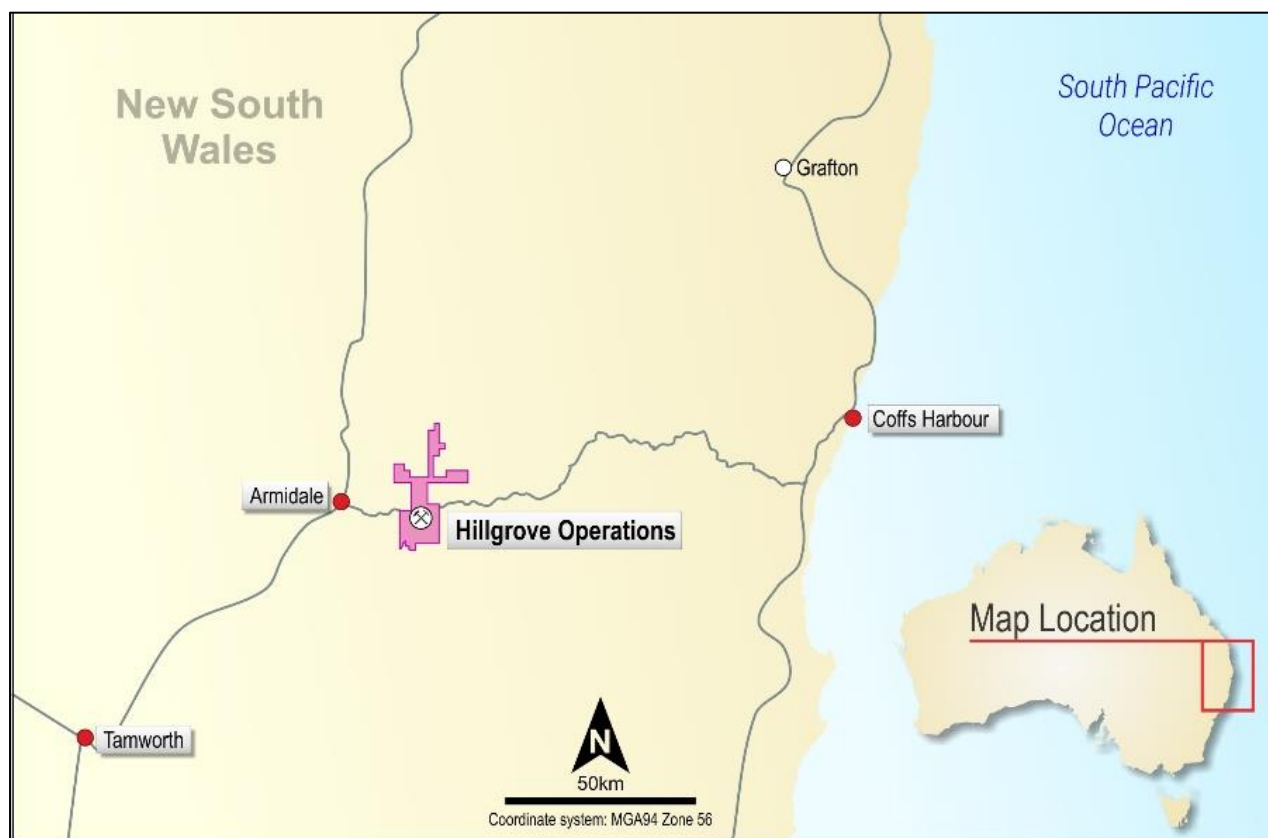 New South
Wales
South Pacific
Ocean
Grafton
Coffs Harbour
Armidale
Hillgrove Operations
Map Location
Tamworth
N
50km
Coordinate system: MGA94 Zone 56